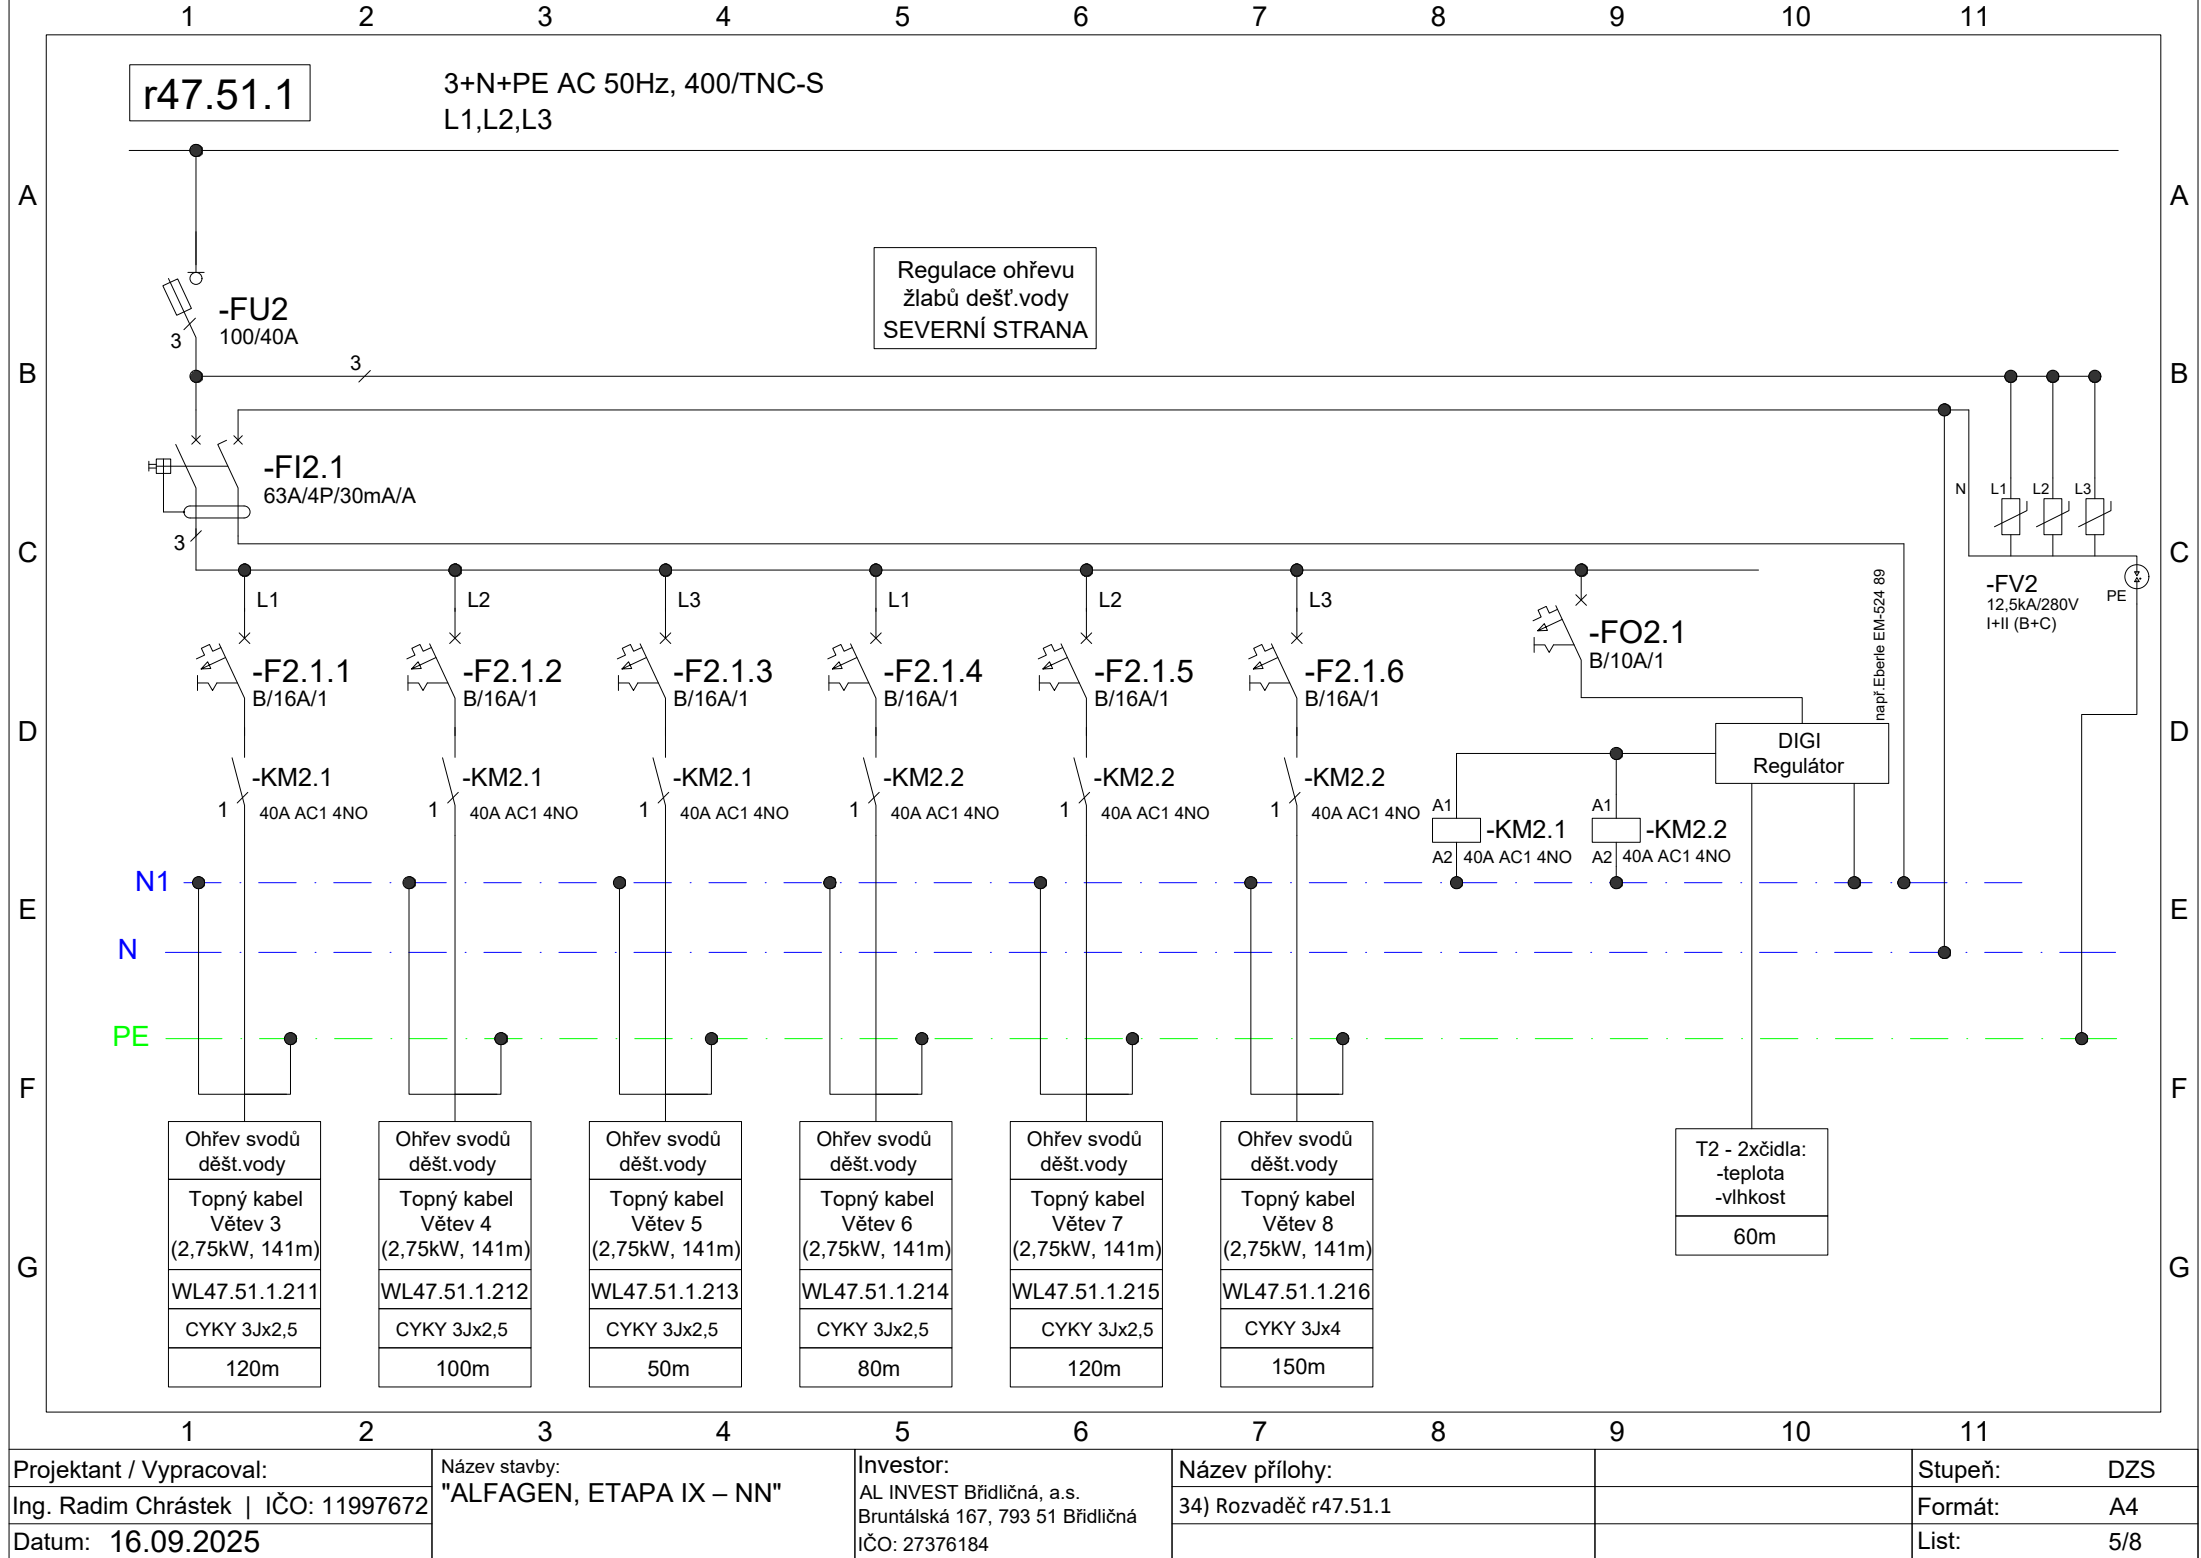 1 2 3 4 5 6 7 8 9 10 11
r47.51.1
3+N+PE AC 50Hz, 400/TNC-S
L1,L2,L3
A A
Regulace ohřevu
žlabů dešť.vody
SEVERNÍ STRANA
-FU2
100/40A
3
3
B B
-FI2.1
63A/4P/30mA/A
3
N L1 L2 L3
C C
-FV2
12,5kA/280V
I+II (B+C)
PE
L1 L2 L3 L1 L2 L3
-F2.1.1
B/16A/1
-F2.1.2
B/16A/1
-F2.1.3
B/16A/1
-F2.1.4
B/16A/1
-F2.1.5
B/16A/1
-F2.1.6
B/16A/1
-FO2.1
B/10A/1
např.Eberle EM-524 89
D D
DIGI
Regulátor
-KM2.1
1 40A AC1 4NO
-KM2.1
1 40A AC1 4NO
-KM2.1
1 40A AC1 4NO
-KM2.2
1 40A AC1 4NO
-KM2.2
1 40A AC1 4NO
-KM2.2
1 40A AC1 4NO
A1
-KM2.1
A2 40A AC1 4NO
A1
-KM2.2
A2 40A AC1 4NO
N1
E E
N
PE
F F
Ohřev svodů
děšt.vody
Topný kabel
Větev 3
(2,75kW, 141m)
WL47.51.1.211
CYKY 3Jx2,5
120m
Ohřev svodů
děšt.vody
Topný kabel
Větev 4
(2,75kW, 141m)
WL47.51.1.212
CYKY 3Jx2,5
100m
Ohřev svodů
děšt.vody
Topný kabel
Větev 5
(2,75kW, 141m)
WL47.51.1.213
CYKY 3Jx2,5
50m
Ohřev svodů
děšt.vody
Topný kabel
Větev 6
(2,75kW, 141m)
WL47.51.1.214
CYKY 3Jx2,5
80m
Ohřev svodů
děšt.vody
Topný kabel
Větev 7
(2,75kW, 141m)
WL47.51.1.215
CYKY 3Jx2,5
120m
Ohřev svodů
děšt.vody
Topný kabel
Větev 8
(2,75kW, 141m)
WL47.51.1.216
CYKY 3Jx4
150m
T2 - 2xčidla:
-teplota
-vlhkost
60m
G G
1 2 3 4 5 6 7 8 9 10 11
Projektant / Vypracoval:
Ing. Radim Chrástek | IČO: 11997672
Datum: 16.09.2025
Název stavby:
"ALFAGEN, ETAPA IX – NN"
Investor:
AL INVEST Břidličná, a.s.
Bruntálská 167, 793 51 Břidličná
IČO: 27376184
Název přílohy:
34) Rozvaděč r47.51.1
Stupeň: DZS
Formát: A4
List: 5/8